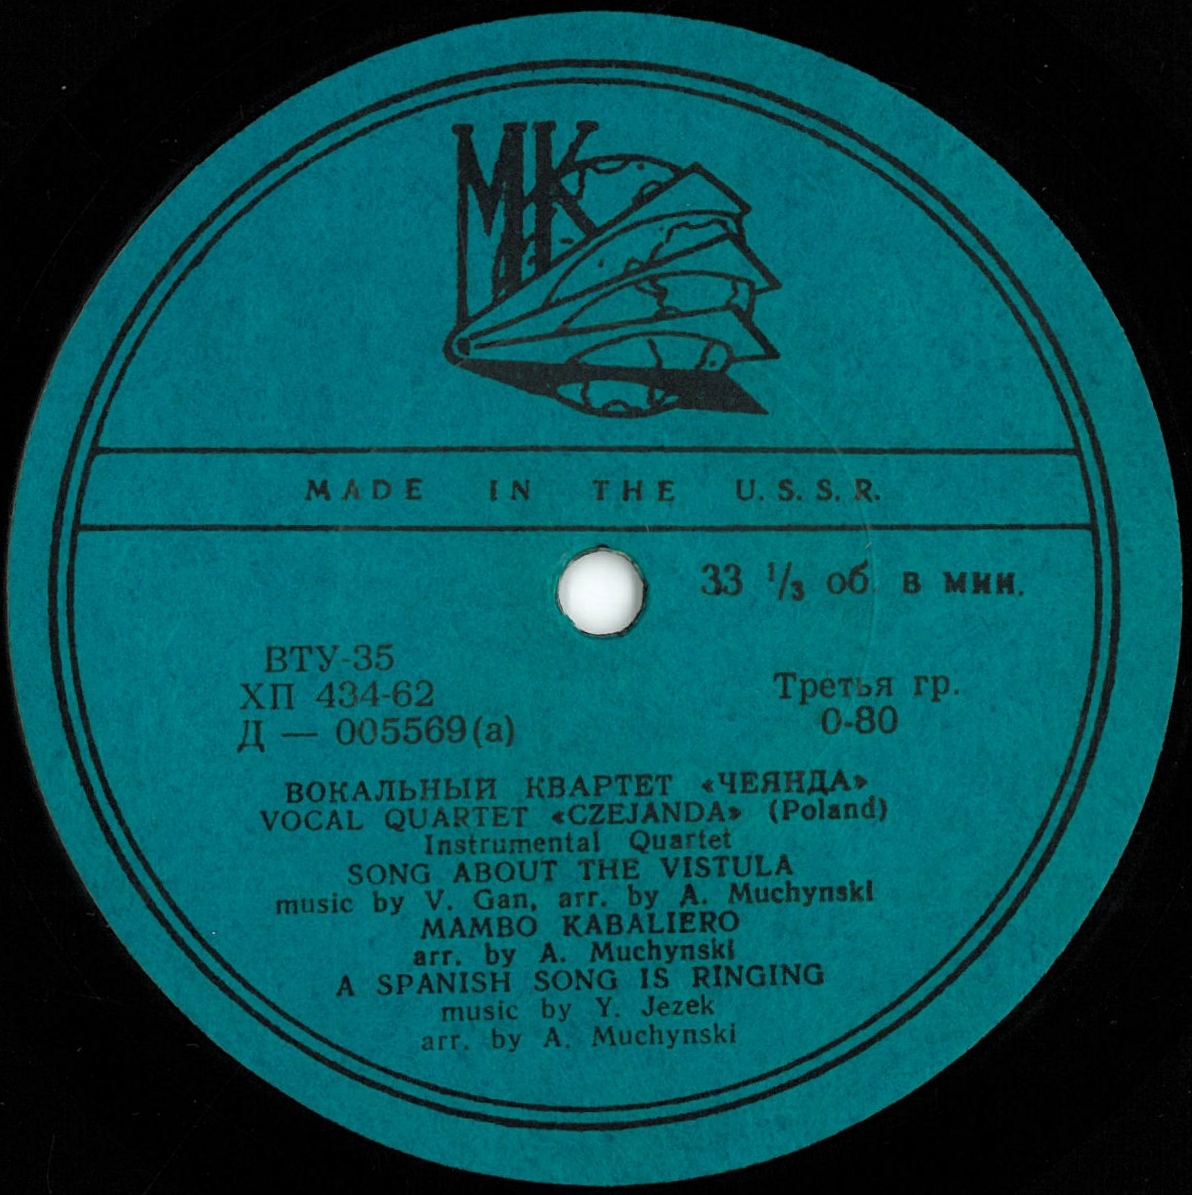 МК
MADE IN THE U.S.S.R.
33 1/3 об. в мин.
ВТУ-35
ХП 434-62
Д — 005569(а)
Третья гр.
0-80
ВОКАЛЬНЫЙ КВАРТЕТ «ЧЕЯНДА»
VOCAL QUARTET «CZEJANDA» (Poland)
Instrumental Quartet
SONG ABOUT THE VISTULA
music by V. Gan, arr. by A. Muchynski
MAMBO KABALIERO
arr. by A. Muchynski
A SPANISH SONG IS RINGING
music by Y. Jezek
arr. by A. Muchynski